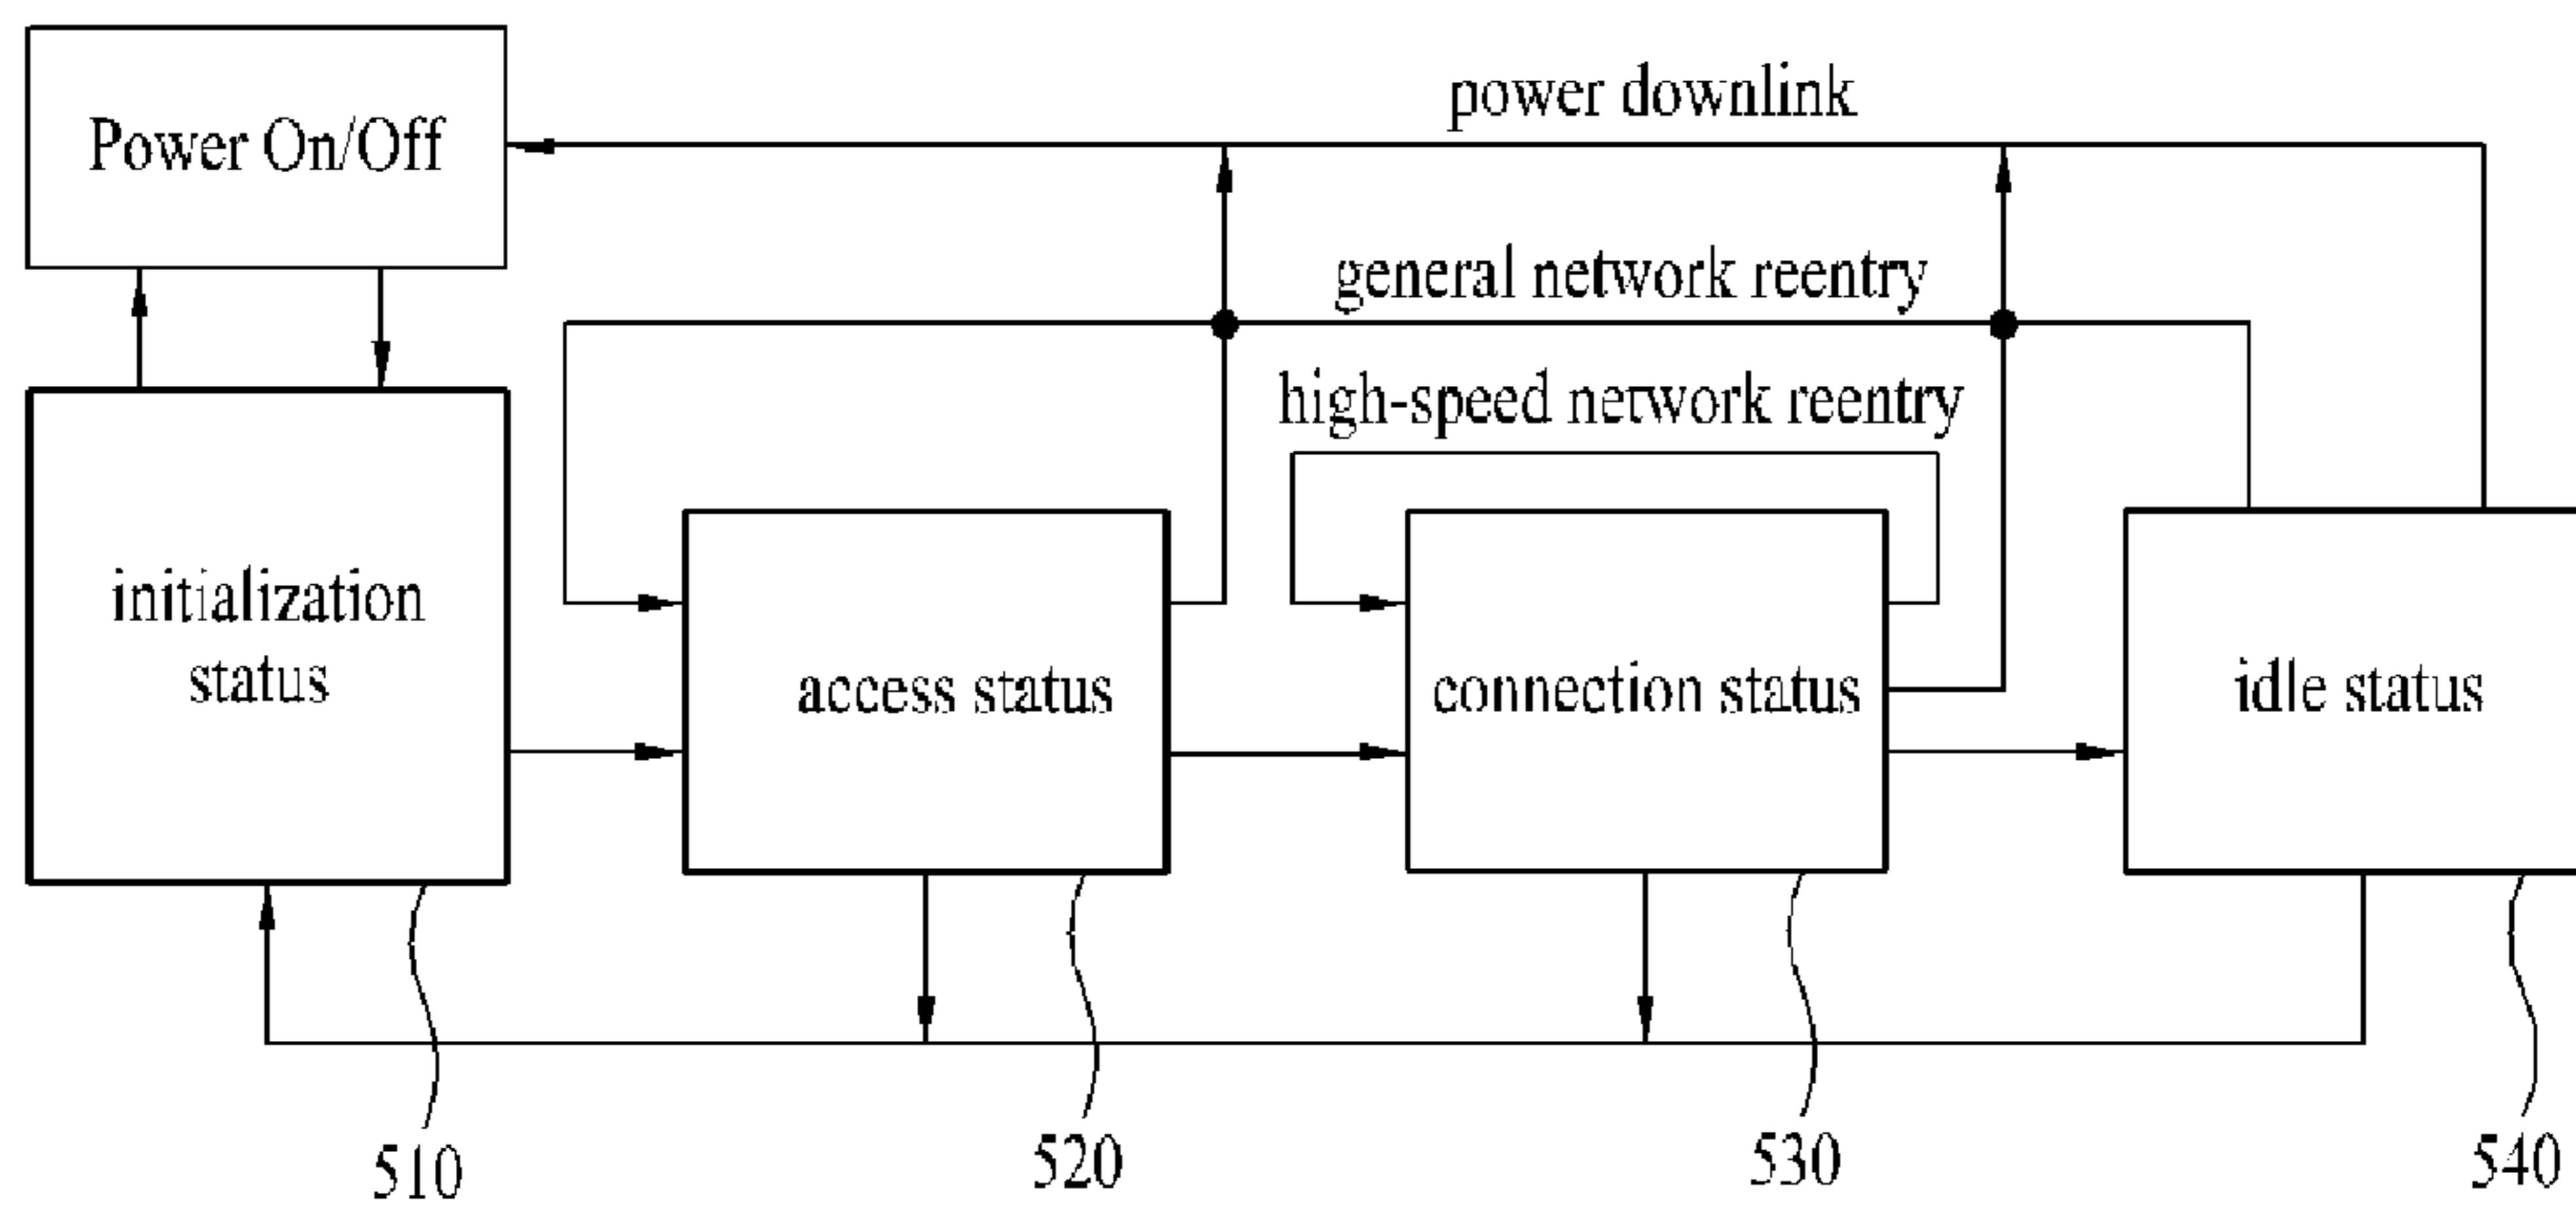 power downlink
Power On/Off
general network reentry
high-speed network reentry
initialization
status
access status
connection status
idle status
510
520
530
540